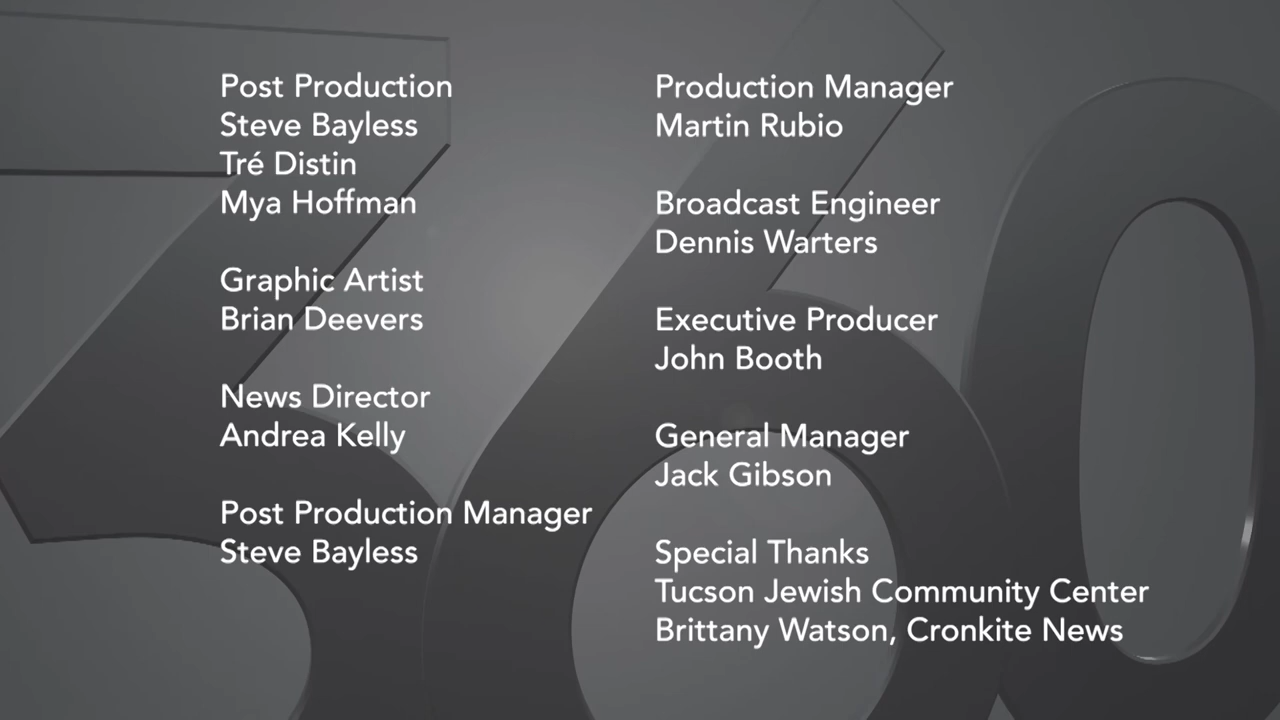 Post Production
Steve Bayless
Tré Distin
Mya Hoffman
Graphic Artist
Brian Deevers
News Director
Andrea Kelly
Post Production Manager
Steve Bayless
Production Manager
Martin Rubio
Broadcast Engineer
Dennis Warters
Executive Producer
John Booth
General Manager
Jack Gibson
Special Thanks
Tucson Jewish Community Center
Brittany Watson, Cronkite News
360